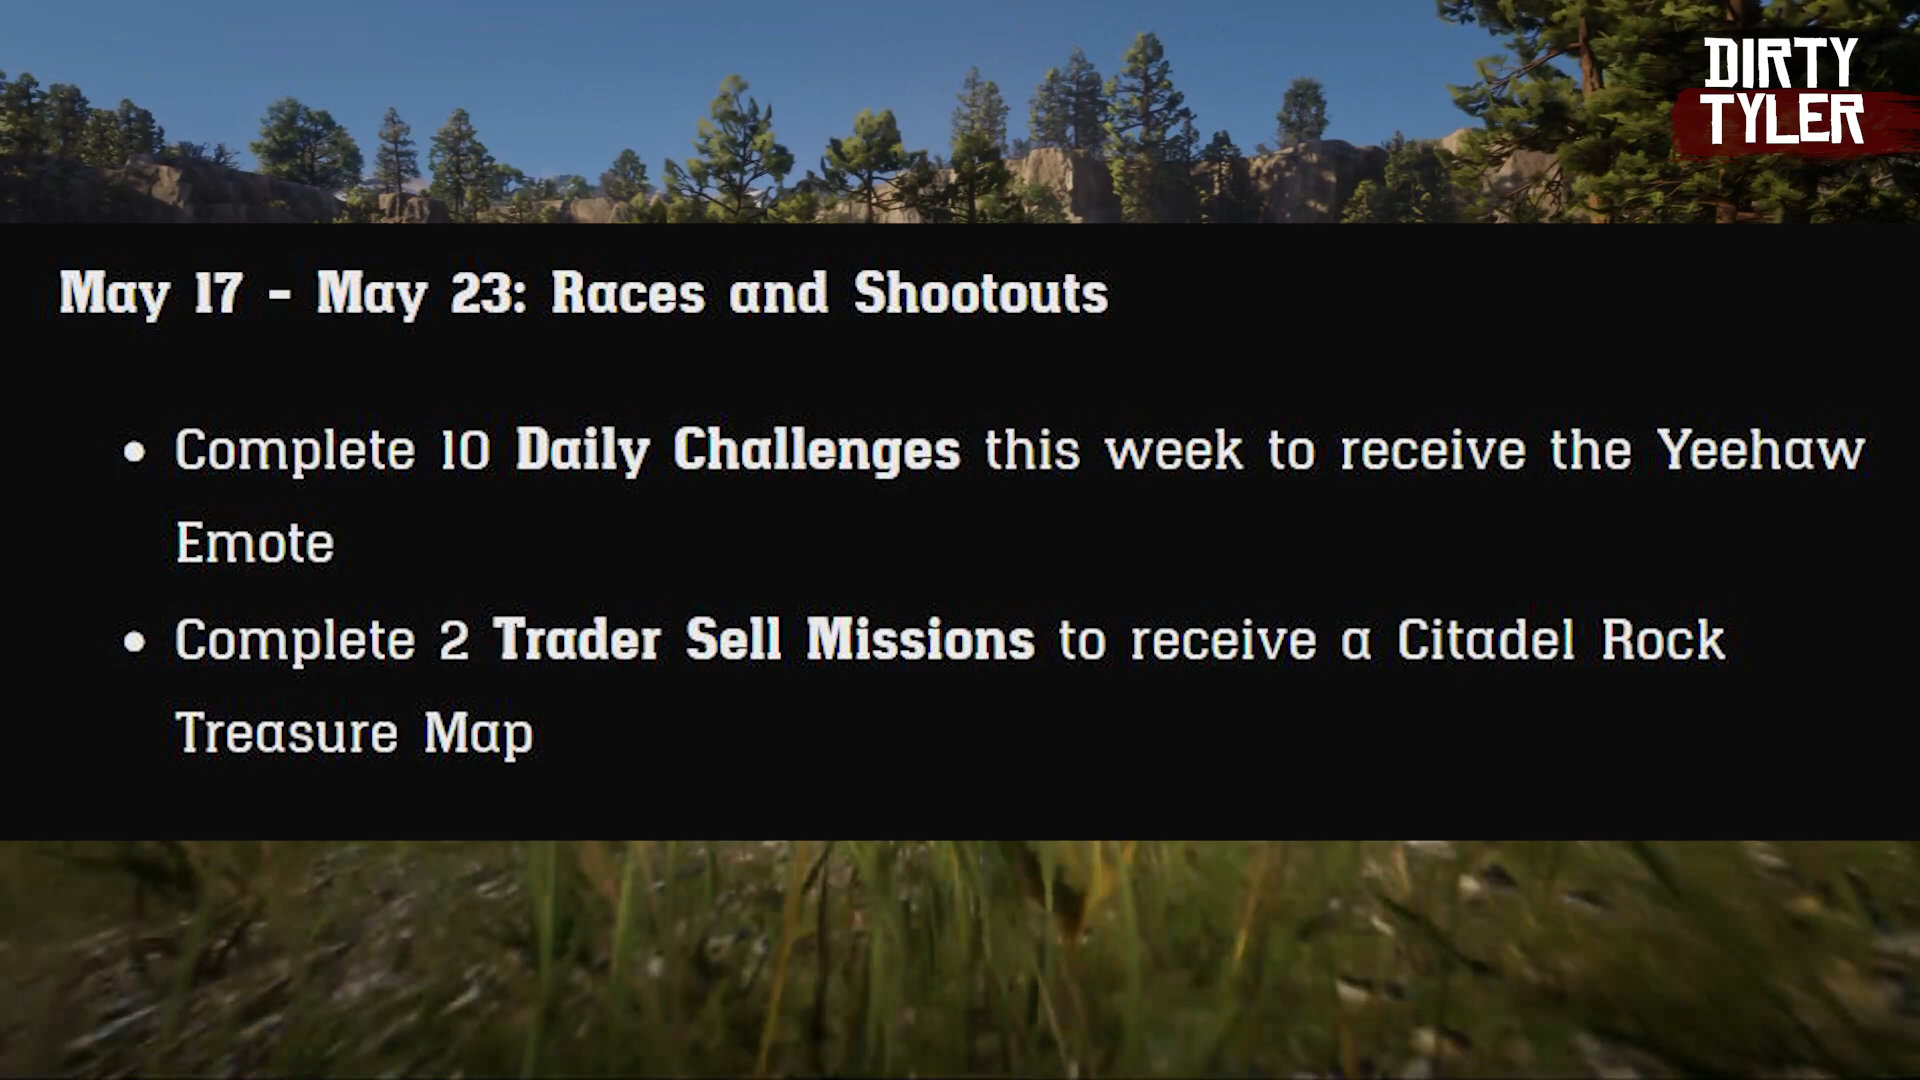 DIRTY
TYLER
May 17 - May 23: Races and Shootouts
• Complete 10 Daily Challenges this week to receive the Yeehaw
Emote
• Complete 2 Trader Sell Missions to receive a Citadel Rock
Treasure Map